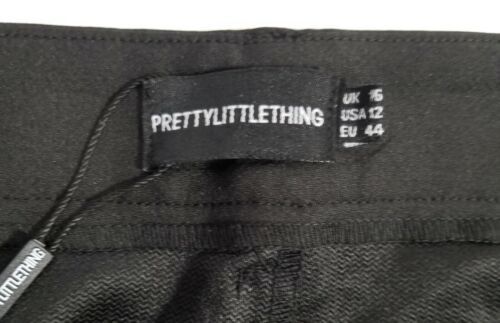 PRETTYLITTLETHING
UK 16
USA 12
EU 44
LITTLETHING